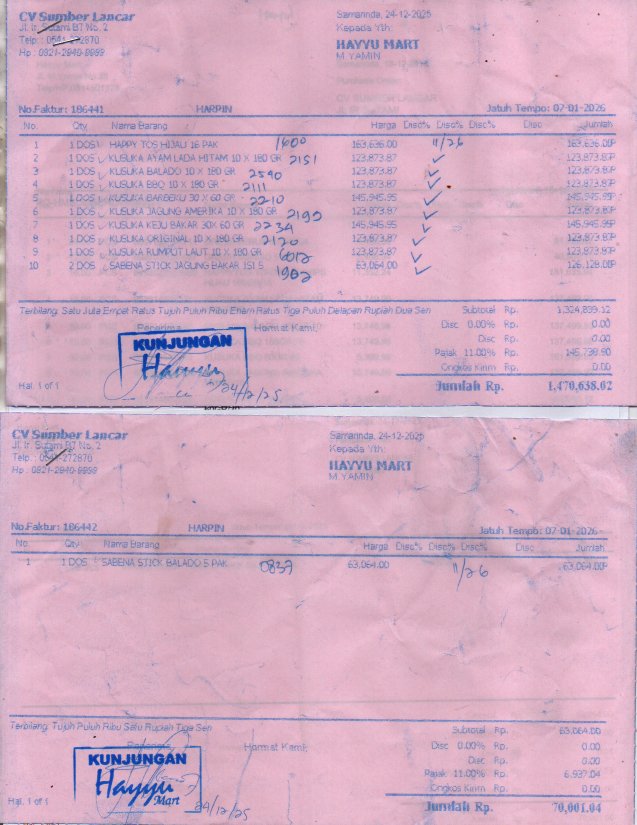 CV Sumber Lancar
Jl. Ir. Sutami B7 No. 2
Telp : 0541-272870
Hp : 0821-2940-9999
Samarinda, 24-12-2025
Kepada Yth:
HAYYU MART
M. YAMIN
No.Faktur: 186441 HARPIN Jatuh Tempo: 07-01-2026
No. Qty Nama Barang Harga Disc% Disc% Disc% Disc Jumlah
1 1 DOS HAPPY TOS HIJAU 16 PAK 1600 163,636.00 11/26 163,636.00P
2 1 DOS KUSUKA AYAM LADA HITAM 10 X 180 GR 2151 123,873.87 123,873.87P
3 1 DOS KUSUKA BALADO 10 X 180 GR 2540 123,873.87 123,873.87P
4 1 DOS KUSUKA BBQ 10 X 180 GR 2111 123,873.87 123,873.87P
5 1 DOS KUSUKA BARBEKU 30 X 60 GR 2210 145,945.95 145,945.95P
6 1 DOS KUSUKA JAGUNG AMERIKA 10 X 180 GR 2192 123,873.87 123,873.87P
7 1 DOS KUSUKA KEJU BAKAR 30X 60 GR 2234 145,945.95 145,945.95P
8 1 DOS KUSUKA ORIGINAL 10 X 180 GR 2120 123,873.87 123,873.87P
9 1 DOS KUSUKA RUMPUT LAUT 10 X 180 GR 6012 123,873.87 123,873.87P
10 2 DOS SABENA STICK JAGUNG BAKAR ISI 5 1902 63,064.00 126,128.00P
Terbilang: Satu Juta Empat Ratus Tujuh Puluh Ribu Enam Ratus Tiga Puluh Delapan Rupiah Dua Sen
Subtotal Rp. 1,324,899.12
Disc 0.00% Rp. 0.00
Disc Rp. 0.00
Pajak 11.00% Rp. 145,738.90
Ongkos Kirim Rp. 0.00
Jumlah Rp. 1,470,638.02
Penerima, Hormat Kami,
KUNJUNGAN
24/12/25
Hal. 1 of 1
CV Sumber Lancar
Jl. Ir. Sutami B7 No. 2
Telp : 0541-272870
Hp : 0821-2940-9999
Samarinda, 24-12-2025
Kepada Yth:
HAYYU MART
M. YAMIN
No.Faktur: 186442 HARPIN Jatuh Tempo: 07-01-2026
No. Qty Nama Barang Harga Disc% Disc% Disc% Disc Jumlah
1 1 DOS SABENA STICK BALADO 5 PAK 0837 63,064.00 11/26 63,064.00P
Terbilang: Tujuh Puluh Ribu Satu Rupiah Tiga Sen
Subtotal Rp. 63,064.00
Disc 0.00% Rp. 0.00
Disc Rp. 0.00
Pajak 11.00% Rp. 6,937.04
Ongkos Kirim Rp. 0.00
Jumlah Rp. 70,001.04
Penerima, Hormat Kami,
KUNJUNGAN
Hayyu
Mart
24/12/25
Hal. 1 of 1